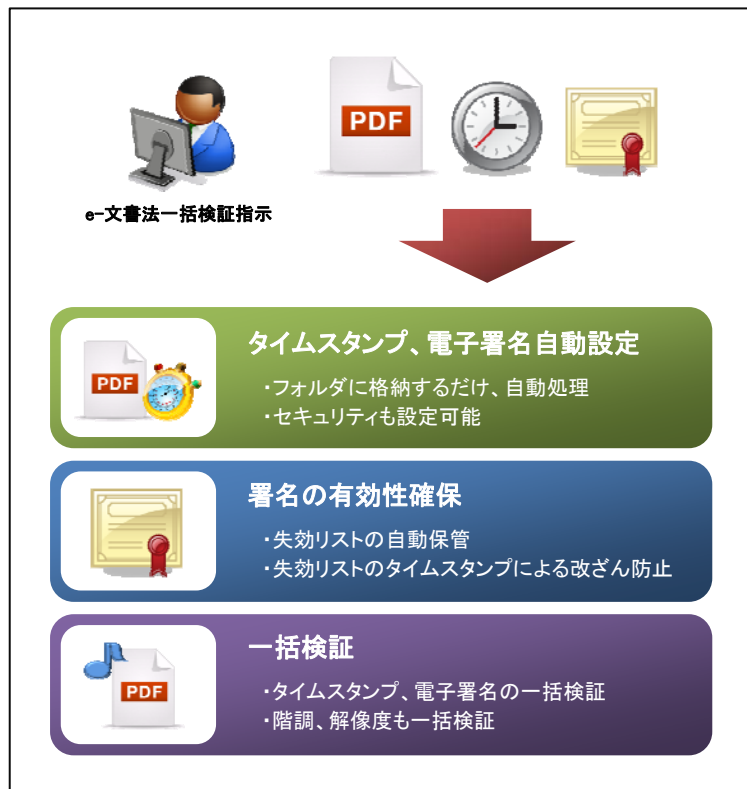 PDF
e-文書法一括検証指示
タイムスタンプ、電子署名自動設定
PDF
・フォルダに格納するだけ、自動処理
・セキュリティも設定可能
署名の有効性確保
・失効リストの自動保管
・失効リストのタイムスタンプによる改ざん防止
一括検証
PDF
・タイムスタンプ、電子署名の一括検証
・階調、解像度も一括検証